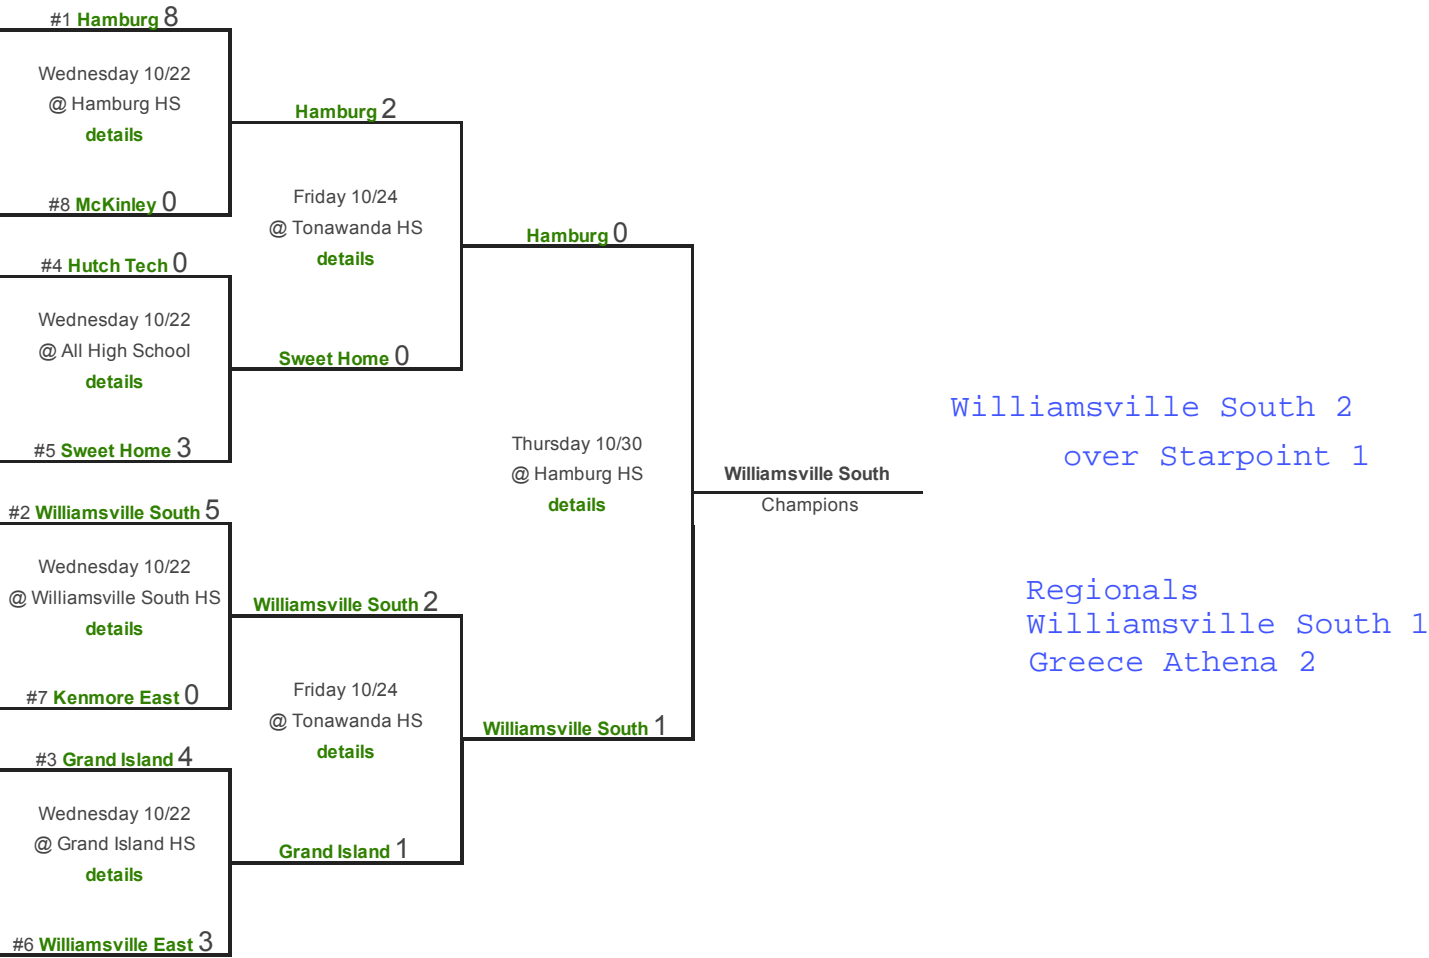 #1 Hamburg 8
Wednesday 10/22
@ Hamburg HS
details
#8 McKinley 0
#4 Hutch Tech 0
Wednesday 10/22
@ All High School
details
#5 Sweet Home 3
#2 Williamsville South 5
Wednesday 10/22
@ Williamsville South HS
details
#7 Kenmore East 0
#3 Grand Island 4
Wednesday 10/22
@ Grand Island HS
details
#6 Williamsville East 3
Hamburg 2
Friday 10/24
@ Tonawanda HS
details
Sweet Home 0
Williamsville South 2
Friday 10/24
@ Tonawanda HS
details
Grand Island 1
Hamburg 0
Thursday 10/30
@ Hamburg HS
details
Williamsville South 1
Williamsville South
Champions
Williamsville South 2
over Starpoint 1
Regionals
Williamsville South 1
Greece Athena 2